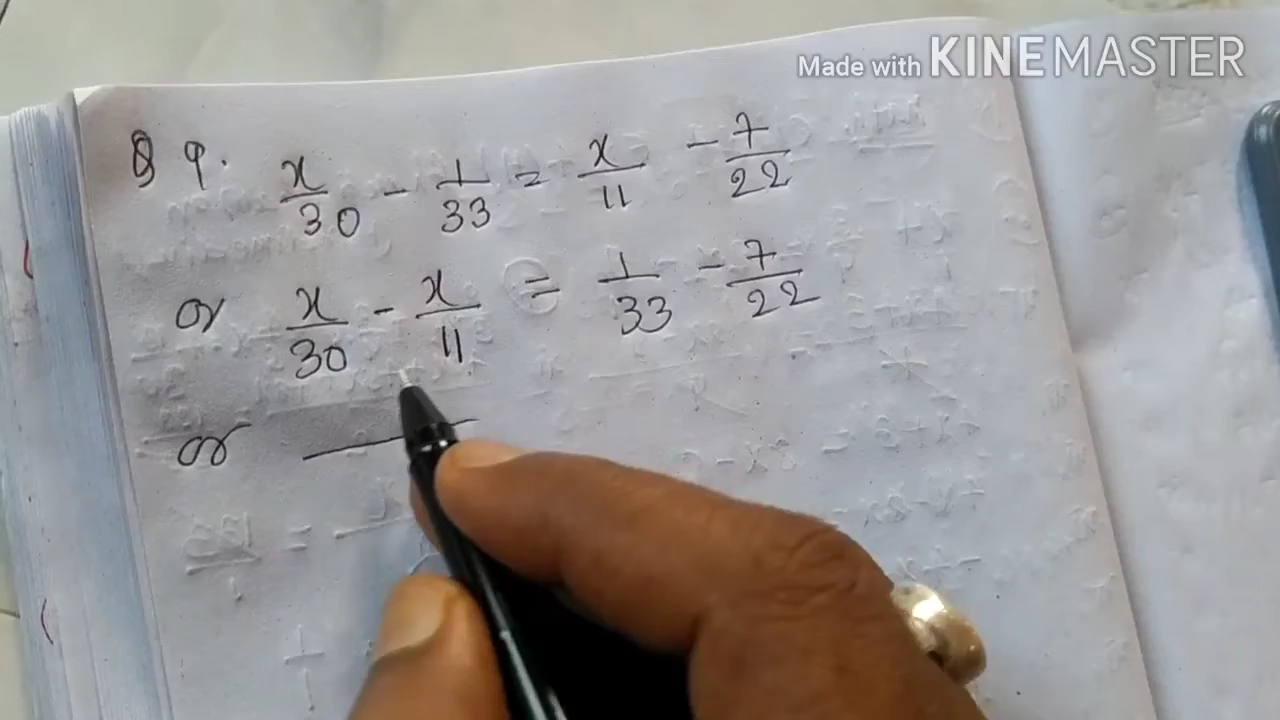 Made with KINEMASTER
Q 9. x/30 - 1/33 = x/11 - 7/22
or x/30 - x/11 = 1/33 - 7/22
or